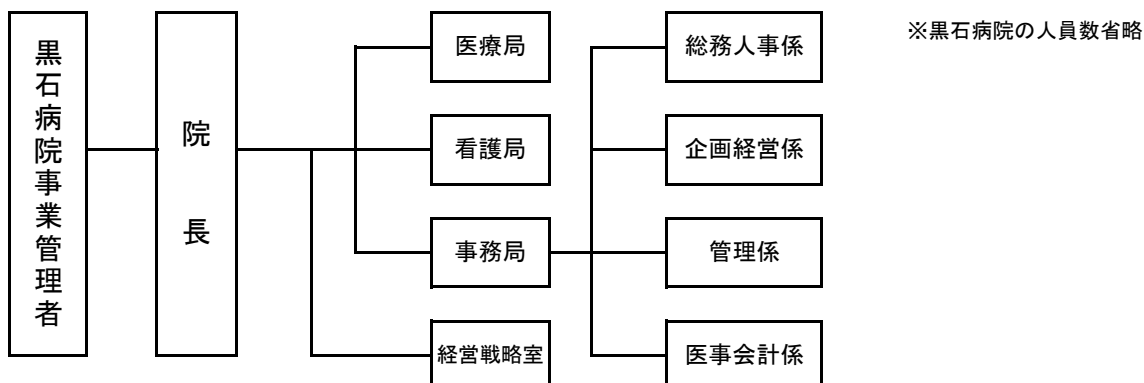 黒石病院事業管理者
院長
医療局
看護局
事務局
経営戦略室
総務人事係
企画経営係
管理係
医事会計係
※黒石病院の人員数省略